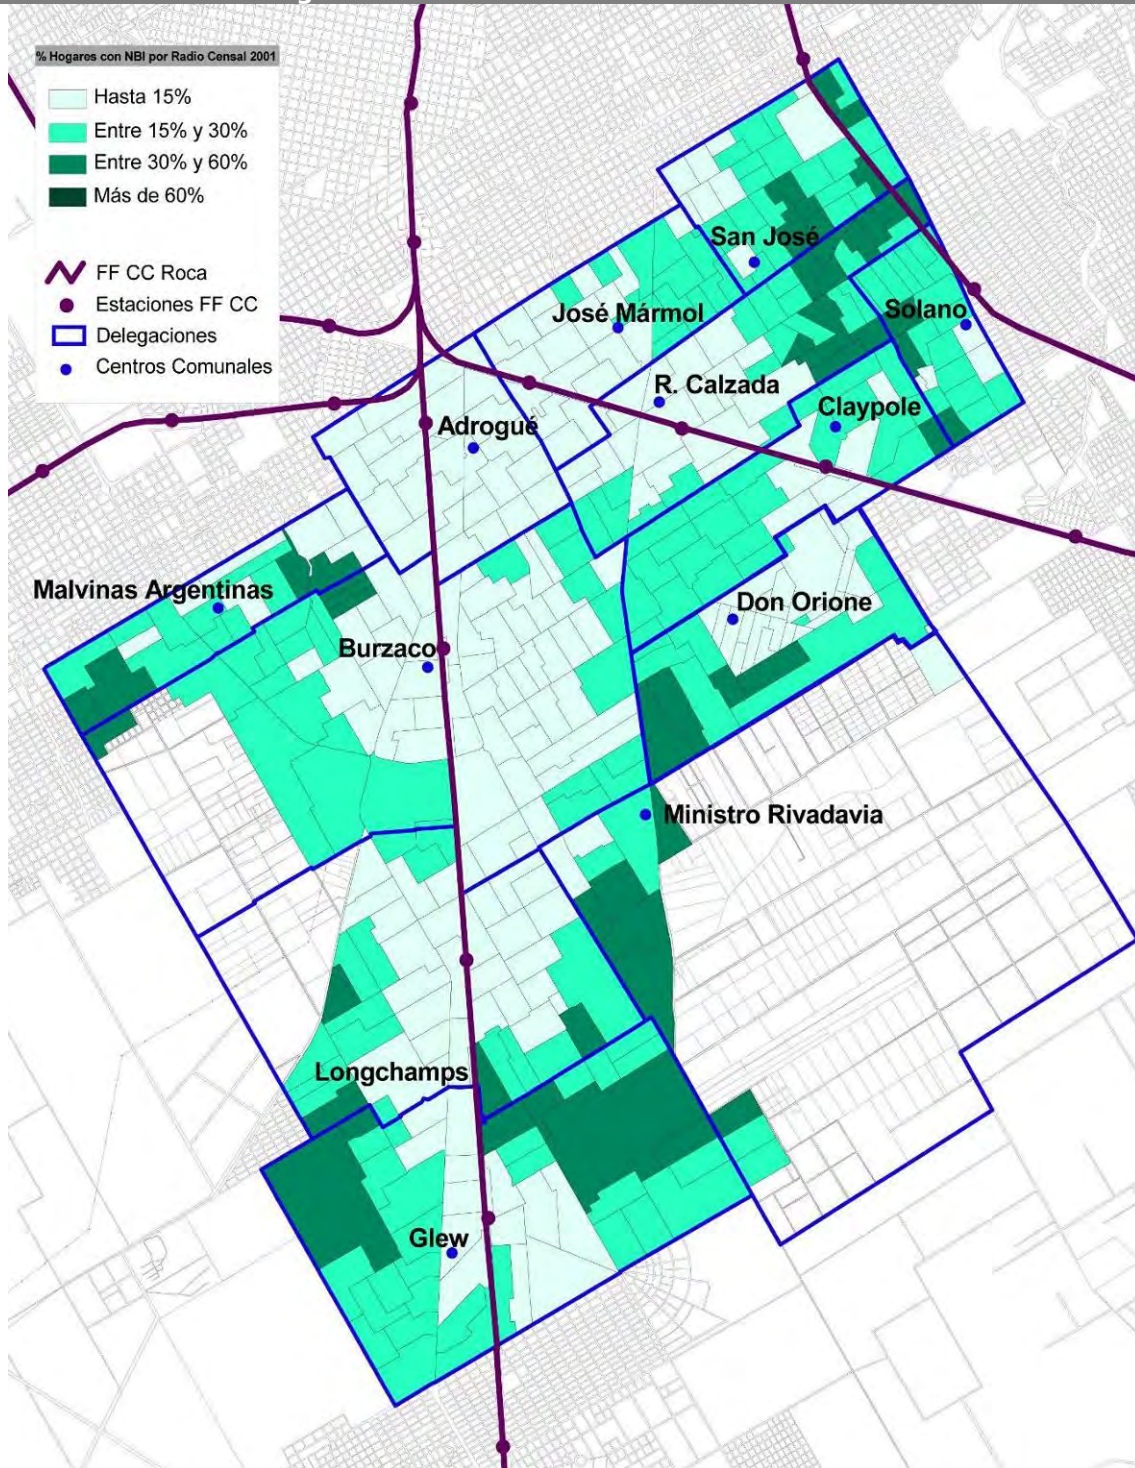 % Hogares con NBI por Radio Censal 2001
Hasta 15%
Entre 15% y 30%
Entre 30% y 60%
Más de 60%
FF CC Roca
Estaciones FF CC
Delegaciones
Centros Comunales
San José
José Mármol
Solano
R. Calzada
Claypole
Adrogué
Malvinas Argentinas
Don Orione
Burzaco
Ministro Rivadavia
Longchamps
Glew